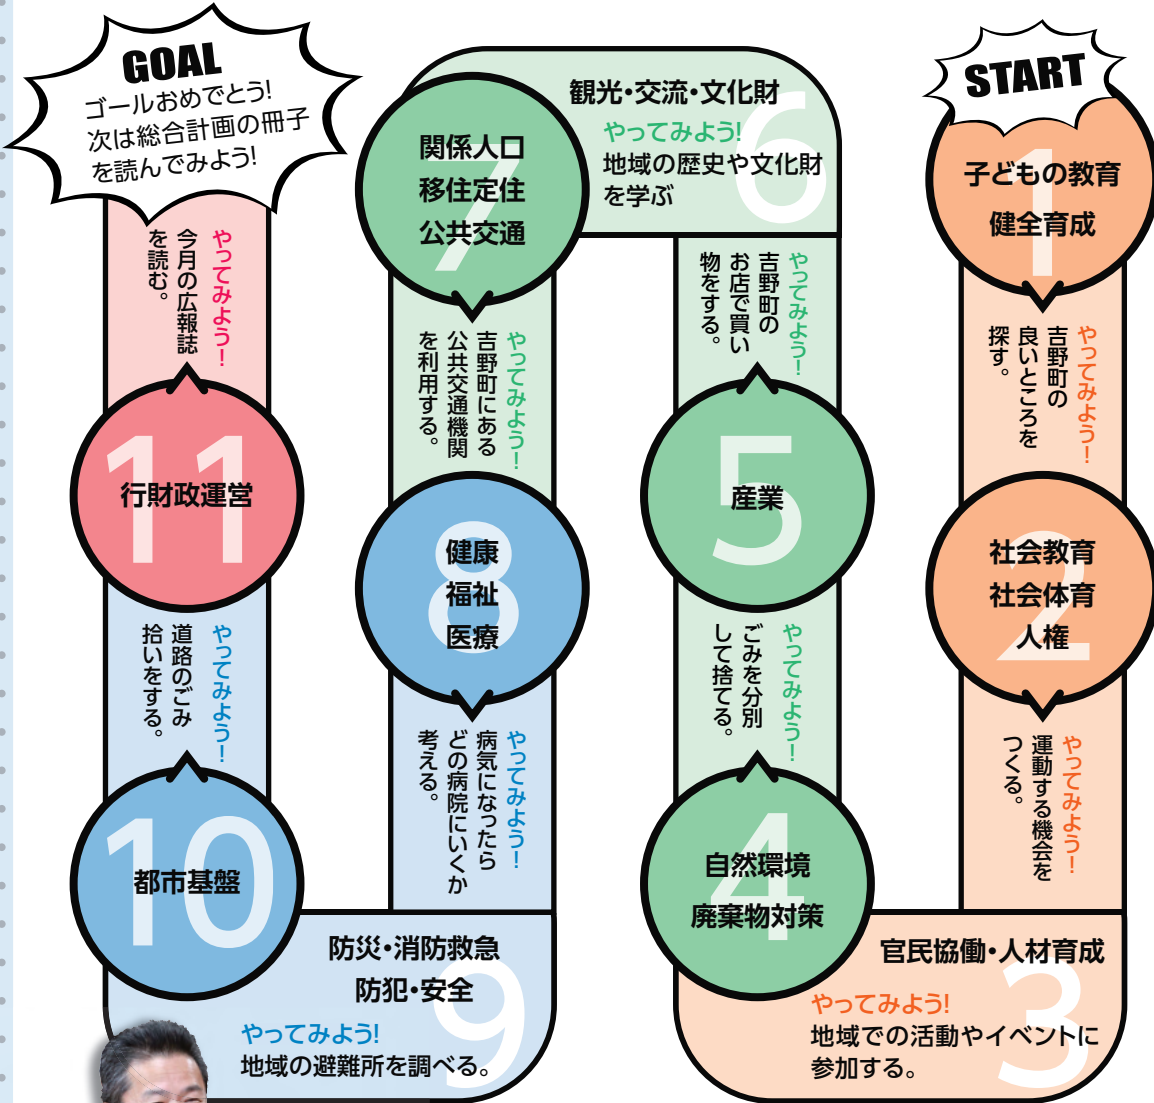 START
1
子どもの教育
健全育成
やってみよう!
吉野町の
良いところを
探す。
2
社会教育
社会体育
人権
やってみよう!
運動する機会を
つくる。
3
官民協働・人材育成
やってみよう!
地域での活動やイベントに
参加する。
4
自然環境
廃棄物対策
やってみよう!
ごみを分別
して捨てる。
5
産業
やってみよう!
吉野町の
お店で買い
物をする。
6
観光・交流・文化財
やってみよう!
地域の歴史や文化財
を学ぶ
7
関係人口
移住定住
公共交通
やってみよう!
吉野町にある
公共交通機関
を利用する。
8
健康
福祉
医療
やってみよう!
病気になったら
どの病院にいくか
考える。
9
防災・消防救急
防犯・安全
やってみよう!
地域の避難所を調べる。
10
都市基盤
やってみよう!
道路のごみ
拾いをする。
11
行財政運営
やってみよう!
今月の広報誌
を読む。
GOAL
ゴールおめでとう!
次は総合計画の冊子
を読んでみよう!